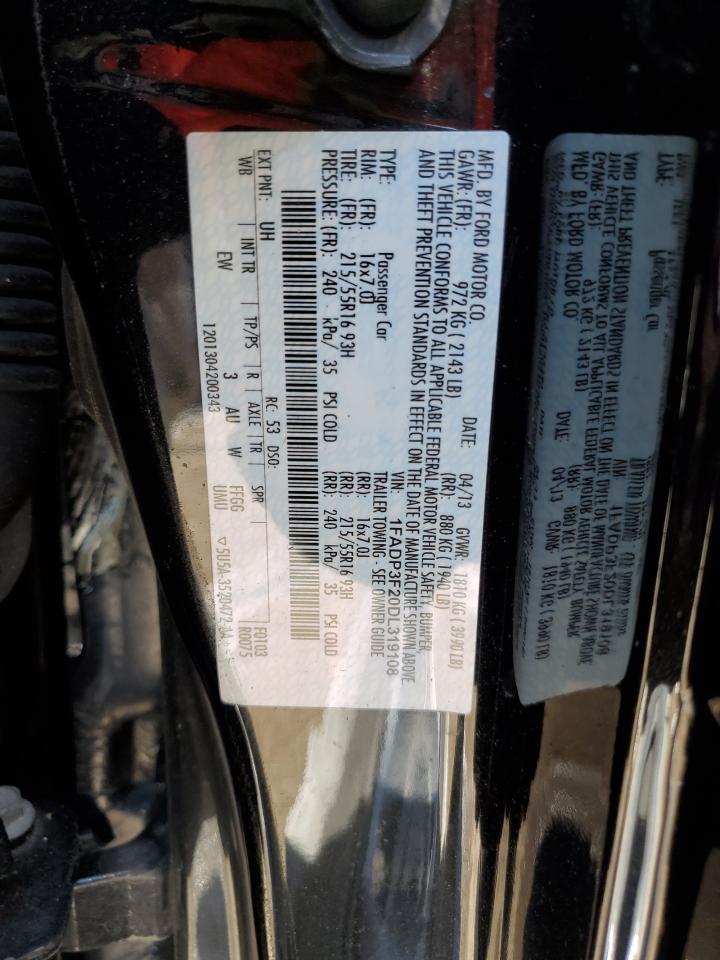 MFD. BY FORD MOTOR CO.
DATE: 04/13 GVWR: 1810 KG ( 3990 LB)
GAWR: (FR): 972 KG ( 2143 LB) (RR): 880 KG ( 1940 LB)
THIS VEHICLE CONFORMS TO ALL APPLICABLE FEDERAL MOTOR VEHICLE SAFETY, BUMPER
AND THEFT PREVENTION STANDARDS IN EFFECT ON THE DATE OF MANUFACTURE SHOWN ABOVE
VIN: 1FADP3F20DL319108
TYPE: Passenger Car TRAILER TOWING - SEE OWNER GUIDE
RIM: (FR): 16x7.0J (RR): 16x7.0J
TIRE: (FR): 215/55R16 93H (RR): 215/55R16 93H
PRESSURE: (FR): 240 kPa/ 35 PSI COLD (RR): 240 kPa/ 35 PSI COLD
EXT PNT: UH RC: 53 DSO: F0103
WB INT TR TP/PS R AXLE TR SPR R0075
EW 3 AU W FFGG
UMU
1201304200343